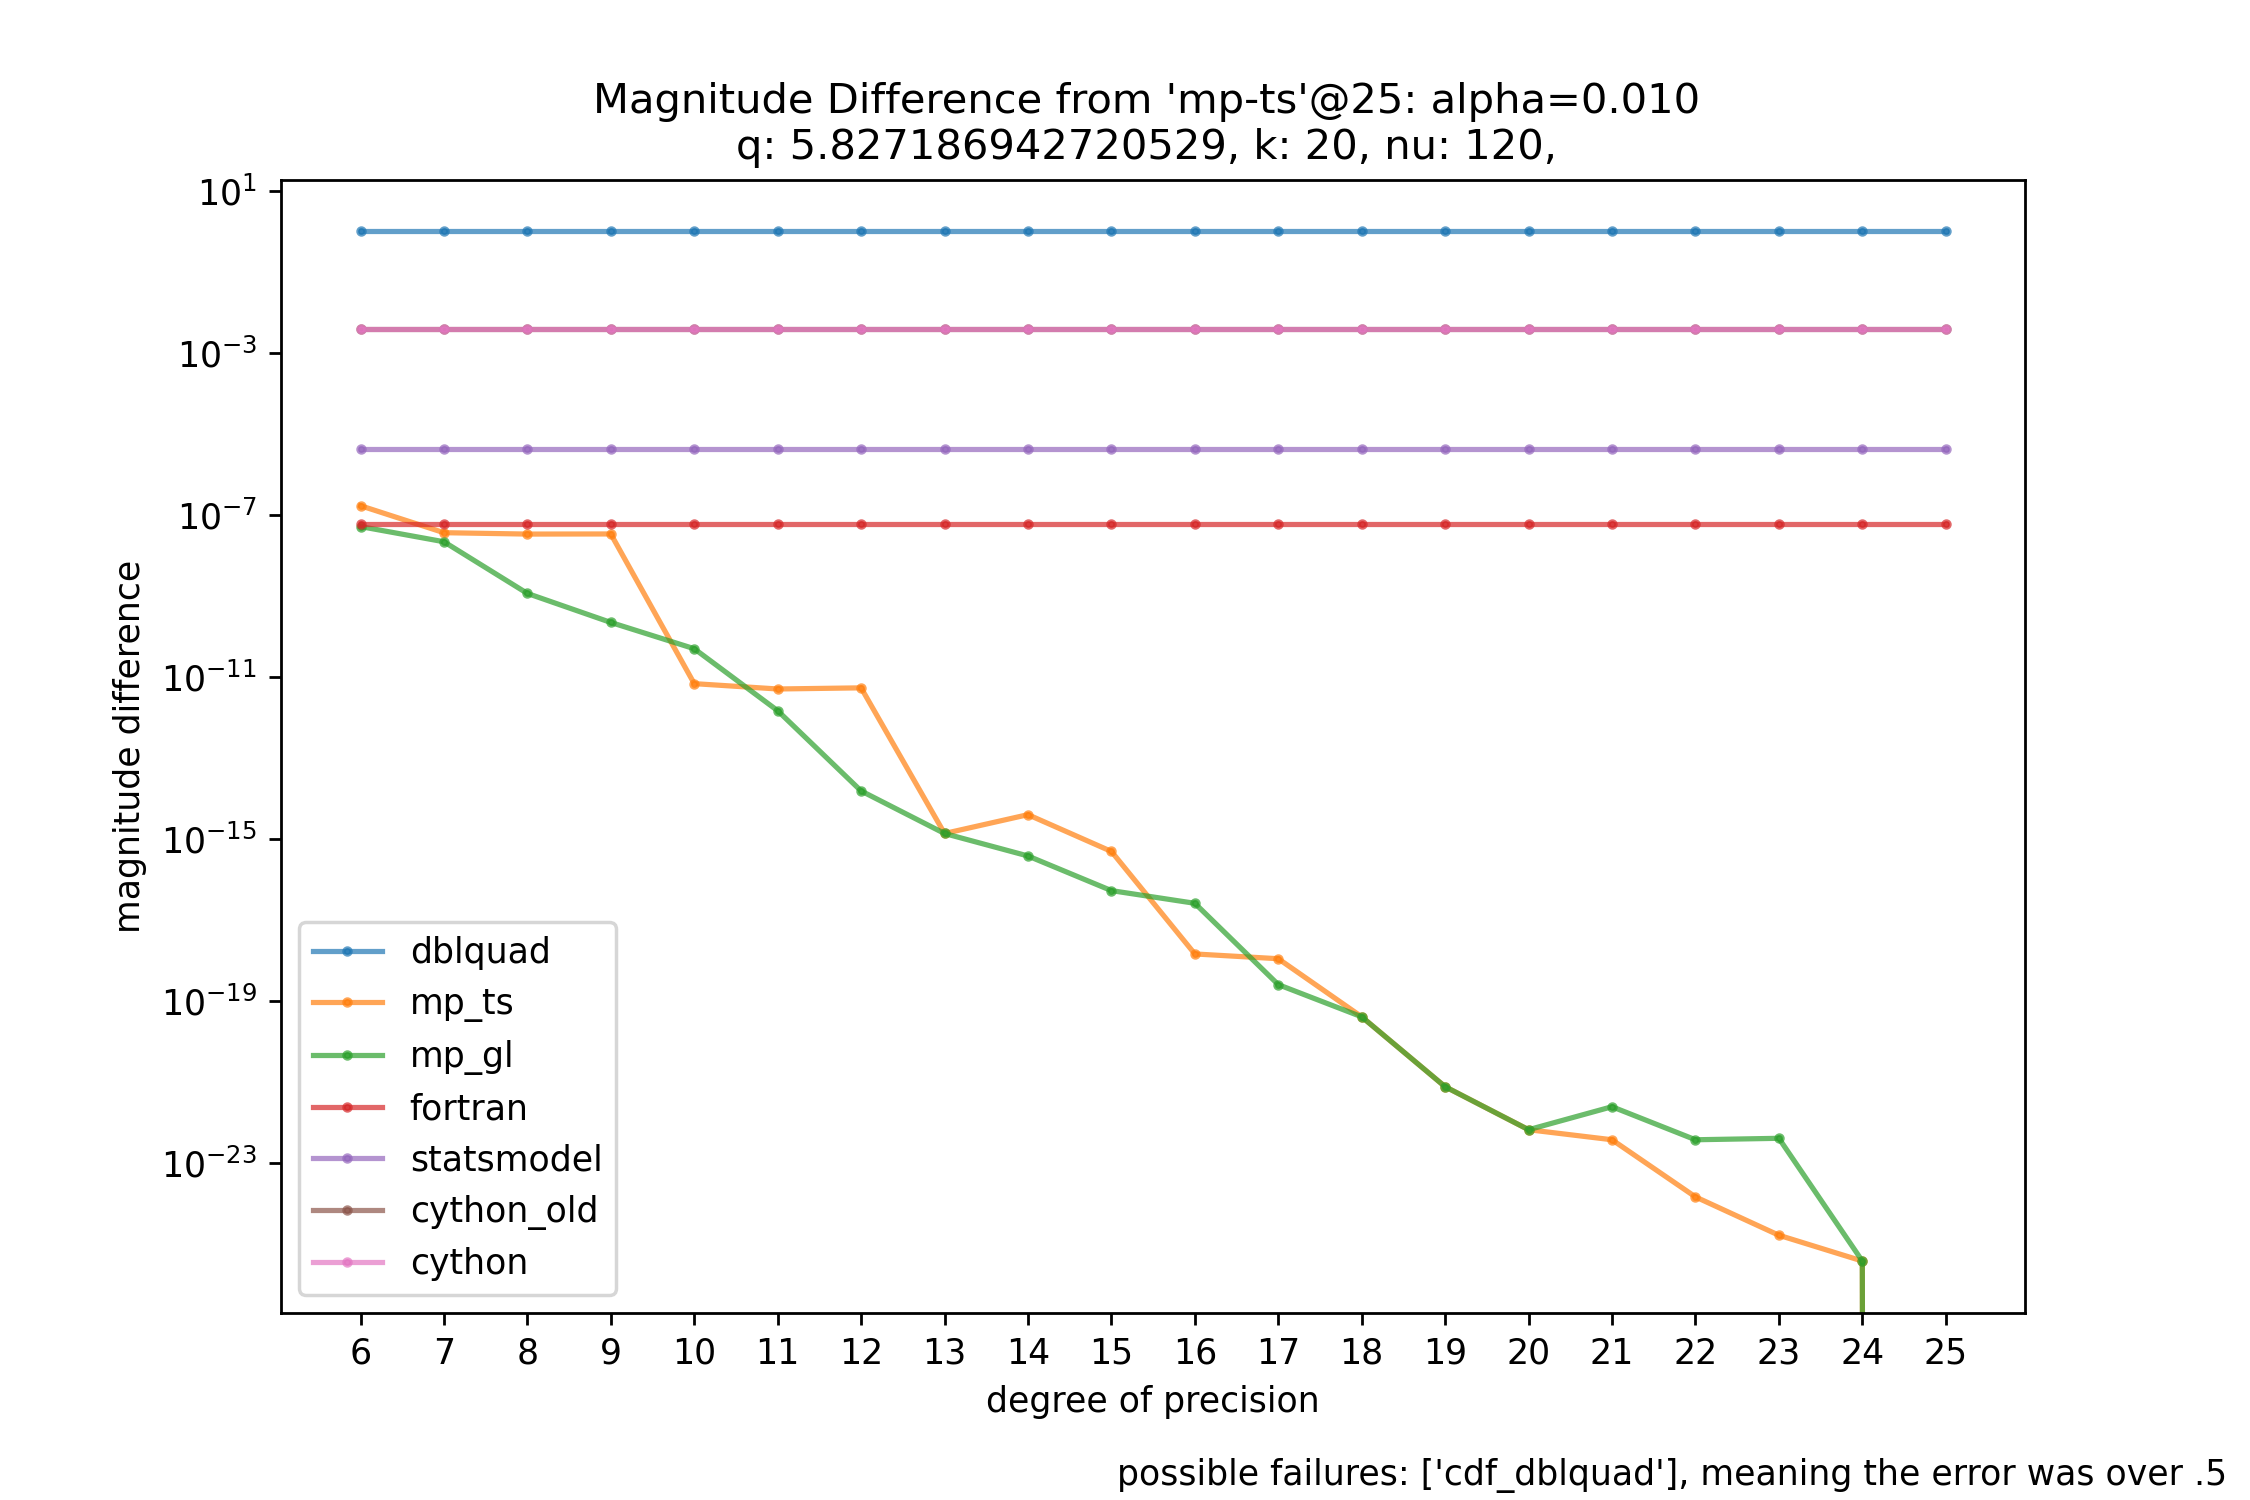 Magnitude Difference from 'mp-ts'@25: alpha=0.010
q: 5.827186942720529, k: 20, nu: 120,
10¹
10⁻³
10⁻⁷
10⁻¹¹
10⁻¹⁵
10⁻¹⁹
10⁻²³
magnitude difference
dblquad
mp_ts
mp_gl
fortran
statsmodel
cython_old
cython
6 7 8 9 10 11 12 13 14 15 16 17 18 19 20 21 22 23 24 25
degree of precision
possible failures: ['cdf_dblquad'], meaning the error was over .5